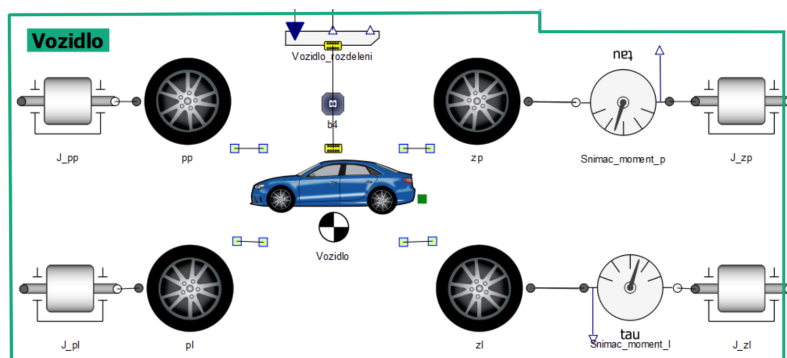 Vozidlo
Vozidlo_rozdeleni
tau
b4
J_pp
pp
zp
Snimac_moment_p
J_zp
Vozidlo
tau
J_pl
pl
zl
Snimac_moment_l
J_zl